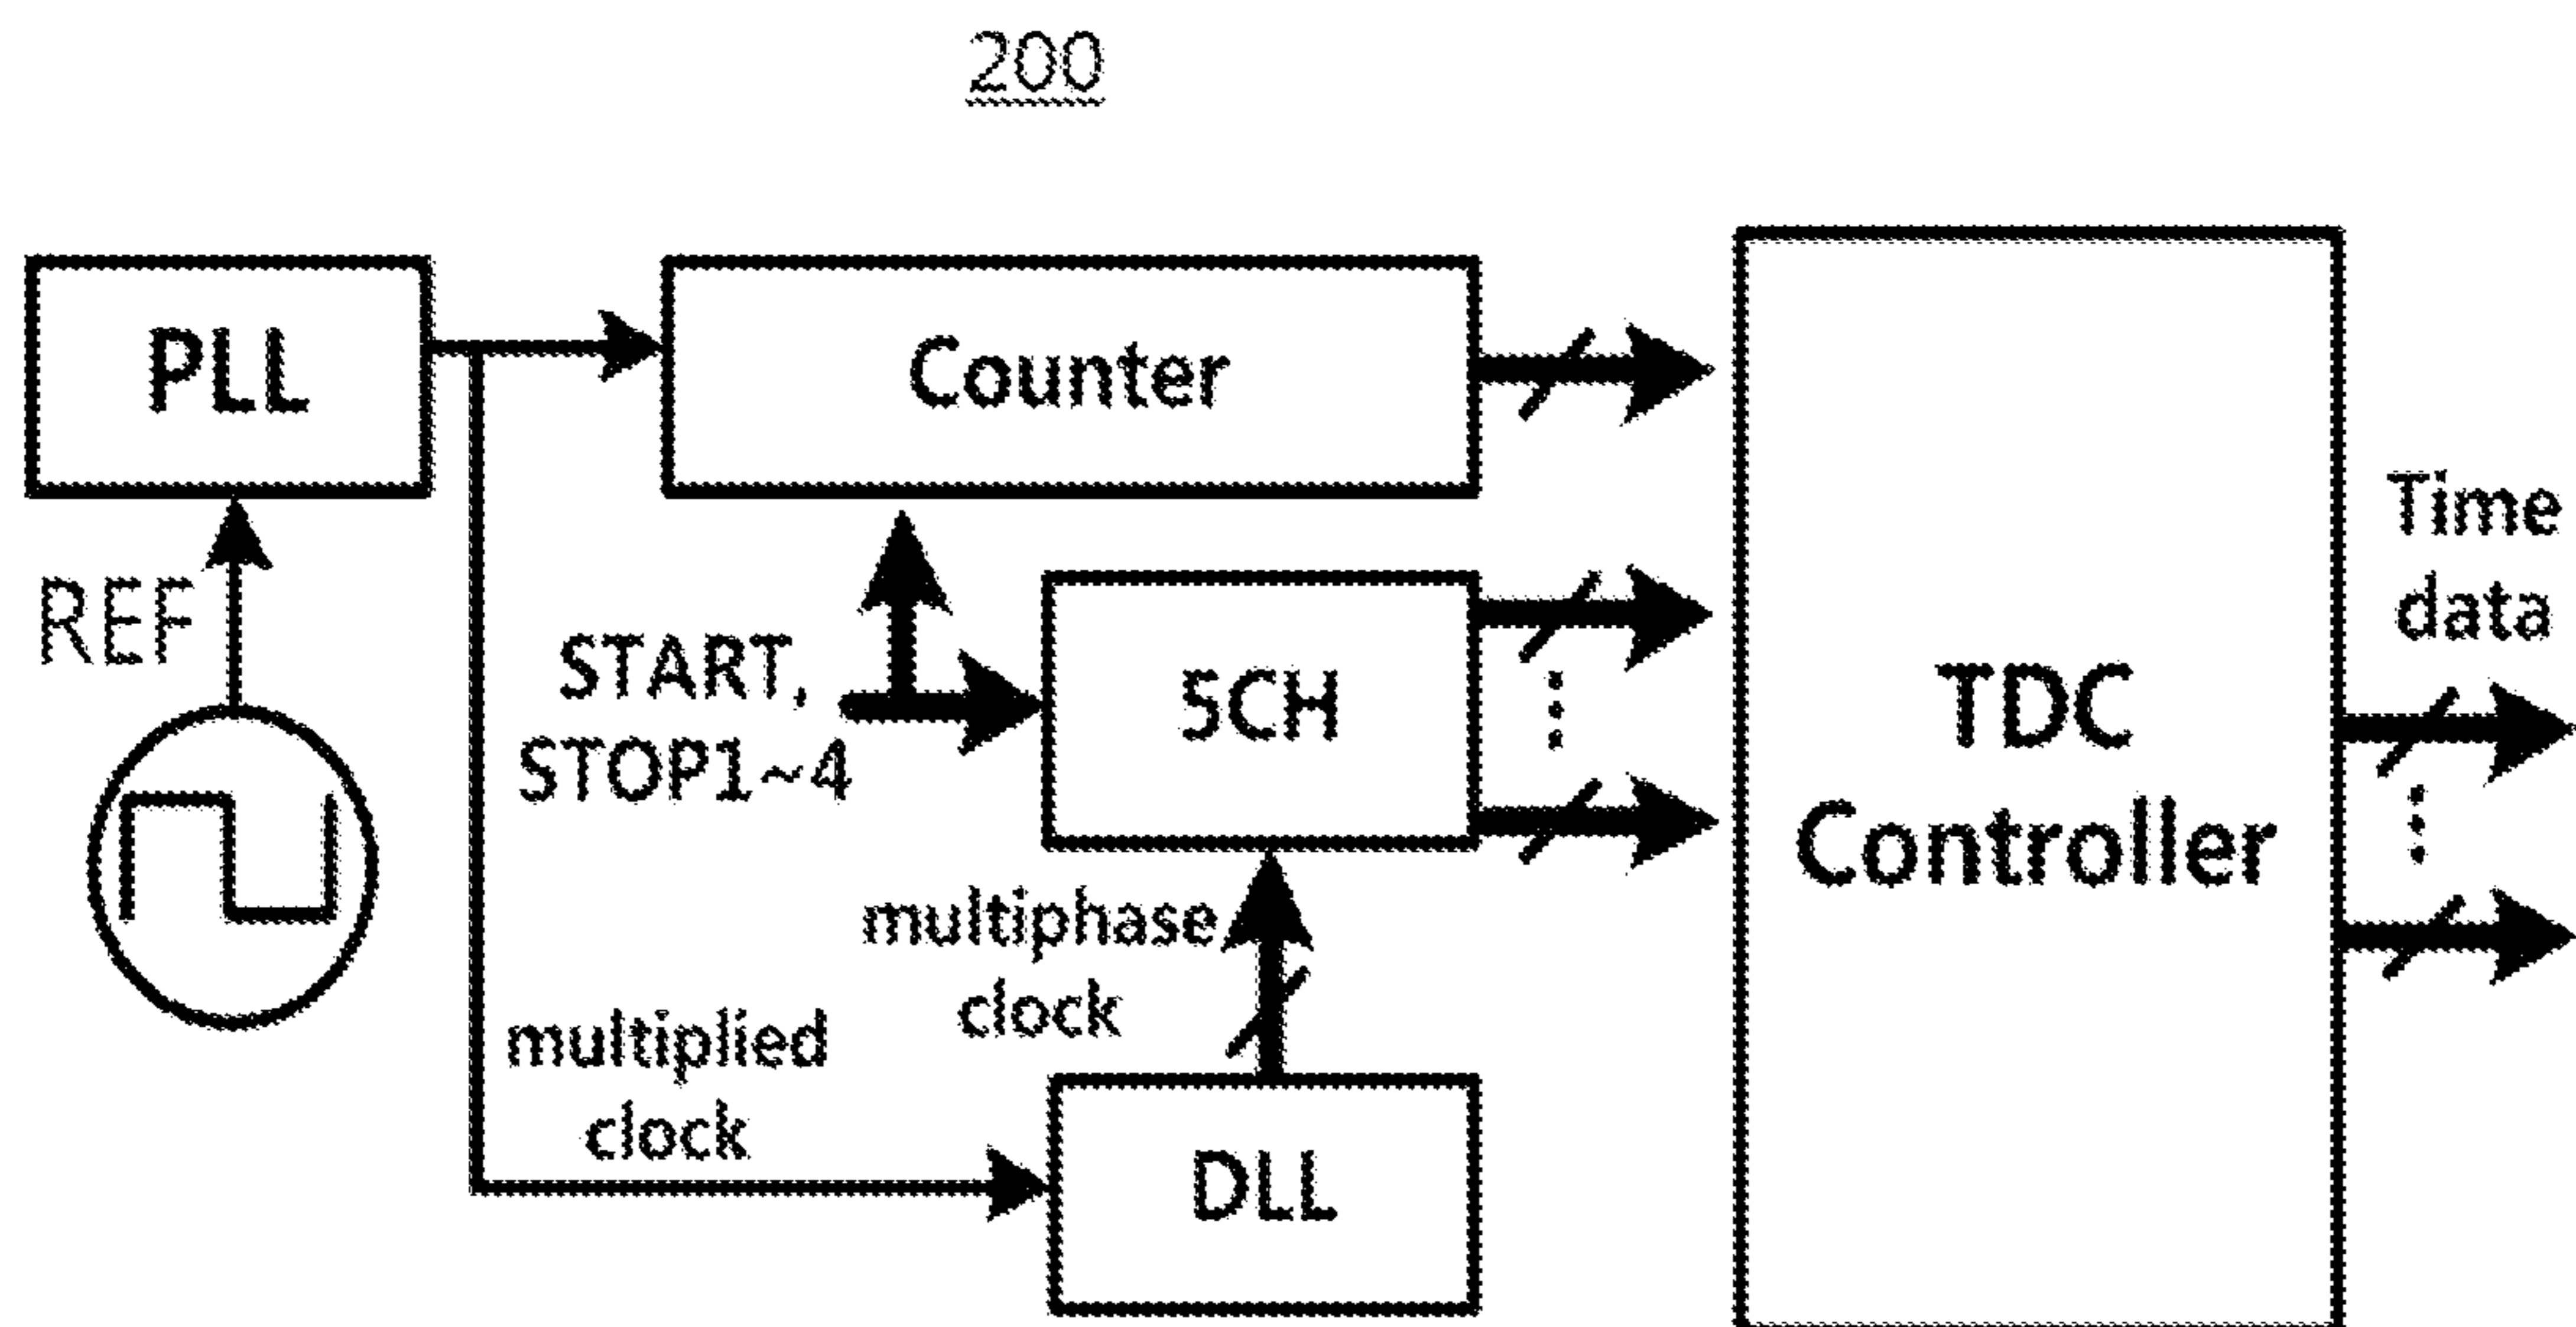 200
PLL
Counter
REF
START,
STOP1~4
5CH
Time
data
TDC
Controller
multiphase
clock
multiplied
clock
DLL